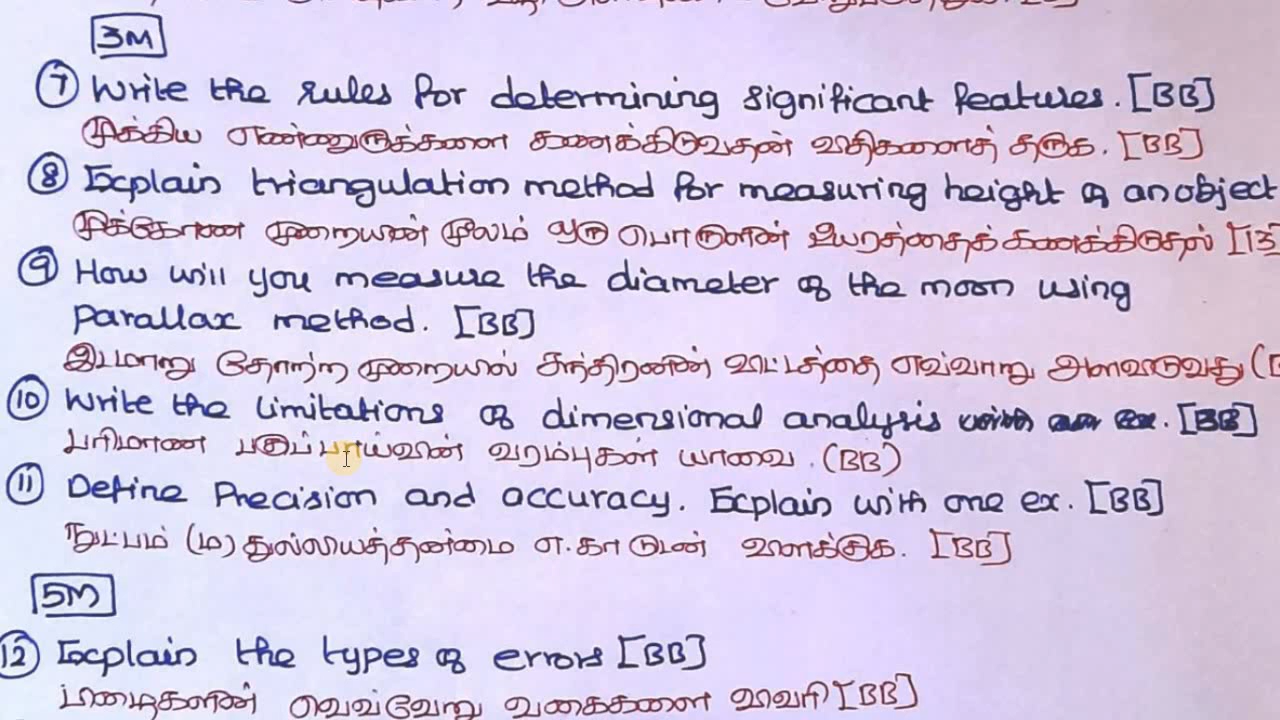 3M
⑦ Write the rules for determining significant features. [BB]
முக்கிய எண்ணுருக்களை கணக்கிடுவதன் விதிகளைத் தருக. [BB]
⑧ Explain triangulation method for measuring height of an object
முக்கோண முறையின் மூலம் ஒரு பொருளின் உயரத்தைக் கணக்கிடுதல்
⑨ How will you measure the diameter of the moon using
Parallax method. [BB]
இடமாறு தோற்ற முறையில் சந்திரனின் விட்டத்தை எவ்வாறு அளவிடுவது
⑩ Write the limitations of dimensional analysis [BB]
பரிமாண பகுப்பாய்வின் வரம்புகள் யாவை. (BB)
⑪ Define Precision and accuracy. Explain with one ex. [BB]
நுட்பம் (ம) துல்லியத்தன்மை எ.காடுடன் விளக்குக. [BB]
5M
⑫ Explain the types of errors [BB]
பிழைகளின் வெவ்வேறு வகைகளை விவரி [BB]